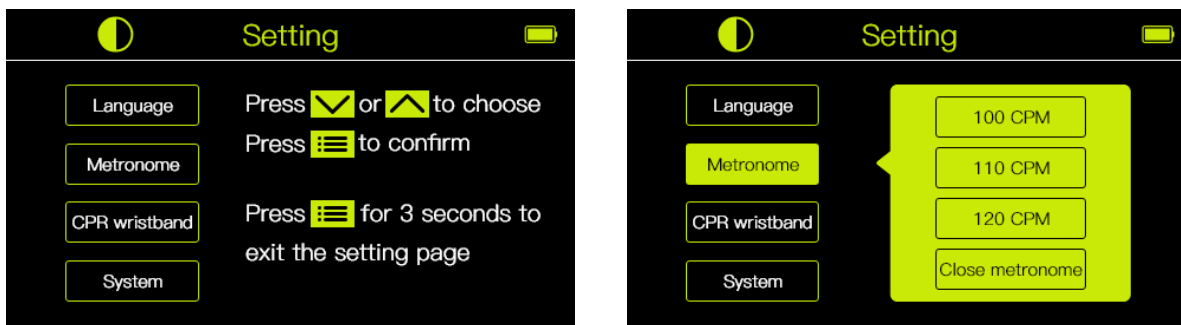 Setting
Language
Metronome
CPR wristband
System
Press or to choose
Press to confirm
Press for 3 seconds to
exit the setting page
Setting
Language
Metronome
CPR wristband
System
100 CPM
110 CPM
120 CPM
Close metronome